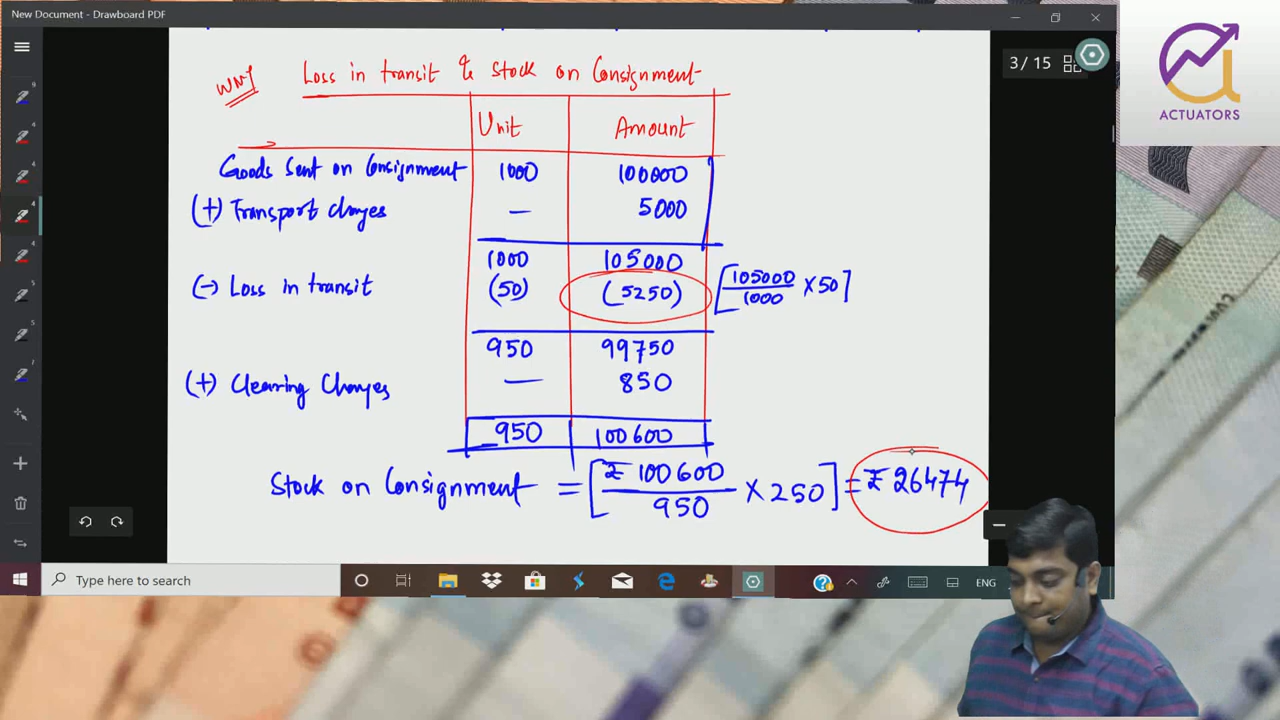 New Document - Drawboard PDF
3 / 15
ACTUATORS
WN-1
Loss in transit & Stock on Consignment
Unit Amount
Goods Sent on Consignment 1000 100000
(+) Transport Charges — 5000
1000 105000
(-) Loss in transit (50) (5250) [105000/1000 × 50]
950 99750
(+) Clearing Charges — 850
950 100600
Stock on Consignment = [₹ 100600/950 × 250] = ₹ 26474
Type here to search
ENG